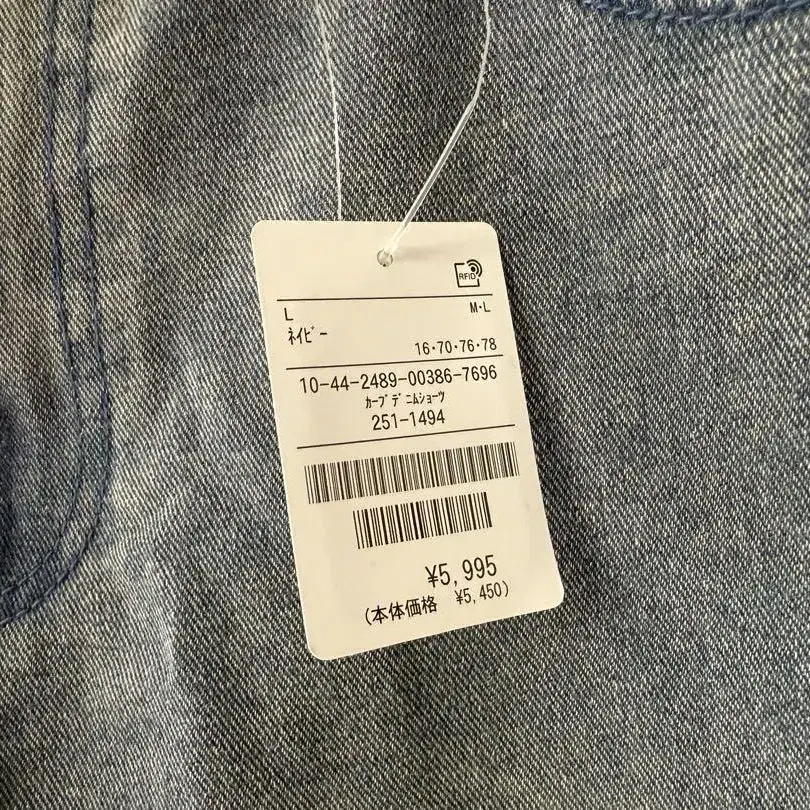 RFID
L M・L
ﾈｲﾋﾞｰ
16・70・76・78
10-44-2489-00386-7696
ｶｰﾌﾞﾃﾞﾆﾑｼｮｰﾂ
251-1494
¥5,995
(本体価格 ¥5,450)